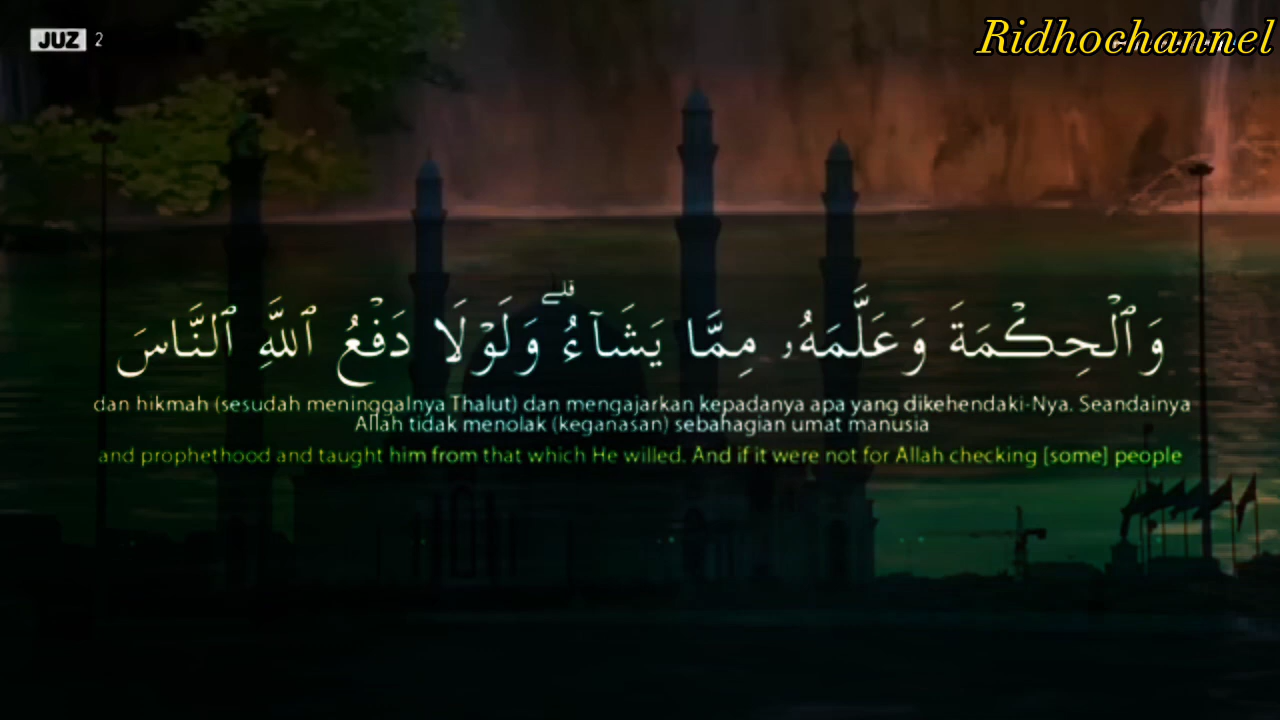 JUZ 2
Ridhochannel
وَٱلْحِكْمَةَ وَعَلَّمَهُۥ مِمَّا يَشَآءُ ۗ وَلَوْلَا دَفْعُ ٱللَّهِ ٱلنَّاسَ
dan hikmah (sesudah meninggalnya Thalut) dan mengajarkan kepadanya apa yang dikehendaki-Nya. Seandainya
Allah tidak menolak (keganasan) sebahagian umat manusia
and prophethood and taught him from that which He willed. And if it were not for Allah checking [some] people